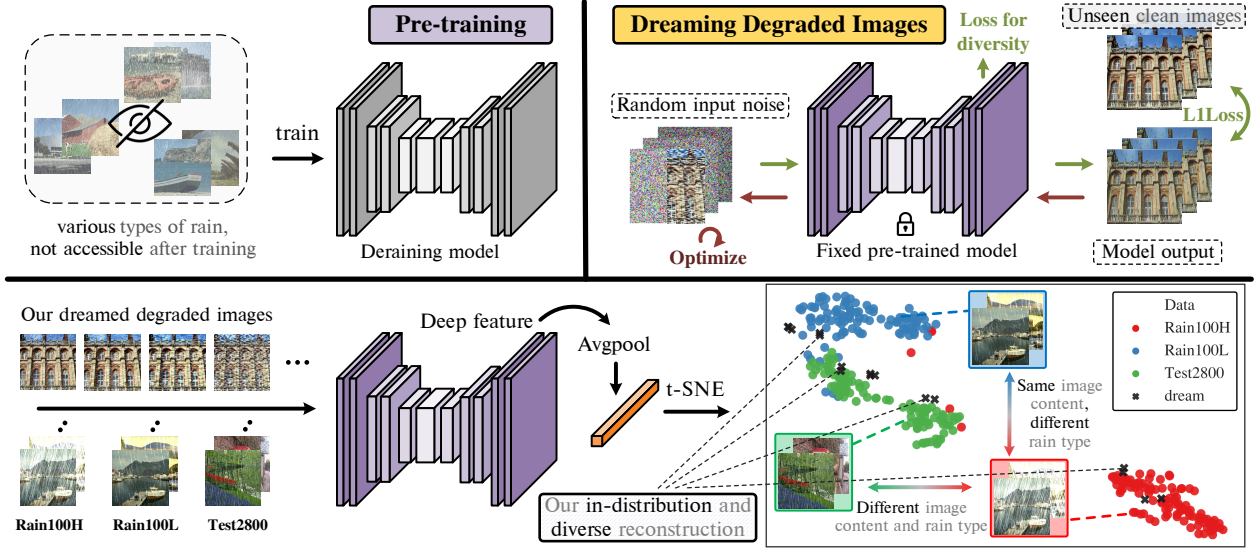 Pre-training
train
various types of rain,
not accessible after training
Deraining model
Dreaming Degraded Images
Loss for
diversity
Unseen clean images
Random input noise
L1Loss
Optimize
Fixed pre-trained model
Model output
Our dreamed degraded images
...
Rain100H
Rain100L
Test2800
Deep feature
Avgpool
t-SNE
Our in-distribution and
diverse reconstruction
Data
Rain100H
Rain100L
Test2800
dream
Same image
content,
different
rain type
Different image
content and rain type